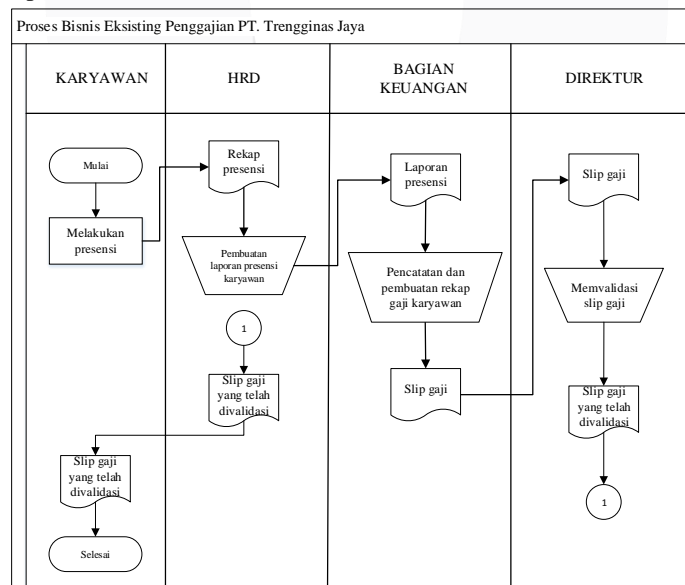 Proses Bisnis Eksisting Penggajian PT. Trengginas Jaya
KARYAWAN
HRD
BAGIAN
KEUANGAN
DIREKTUR
Mulai
Melakukan
presensi
Rekap
presensi
Pembuatan
laporan presensi
karyawan
1
Slip gaji
yang telah
divalidasi
Slip gaji
yang telah
divalidasi
Selesai
Laporan
presensi
Pencatatan dan
pembuatan rekap
gaji karyawan
Slip gaji
Slip gaji
Memvalidasi
slip gaji
Slip gaji
yang telah
divalidasi
1